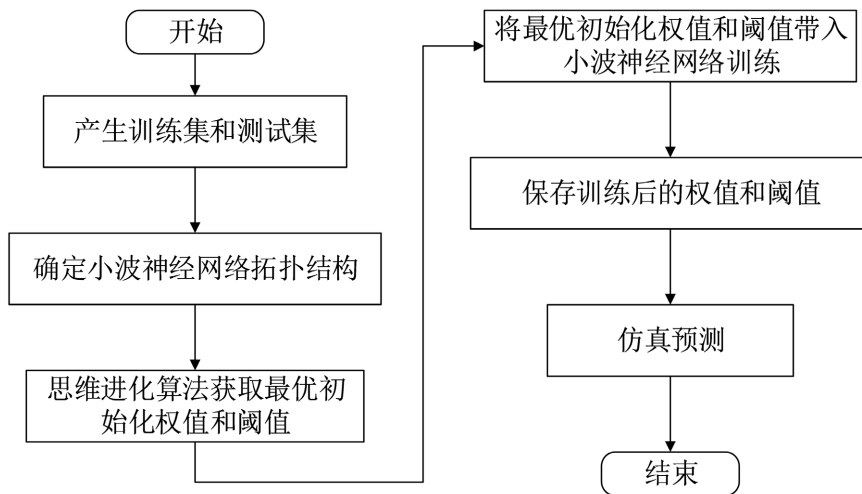 开始
产生训练集和测试集
确定小波神经网络拓扑结构
思维进化算法获取最优初
始化权值和阈值
将最优初始化权值和阈值带入
小波神经网络训练
保存训练后的权值和阈值
仿真预测
结束